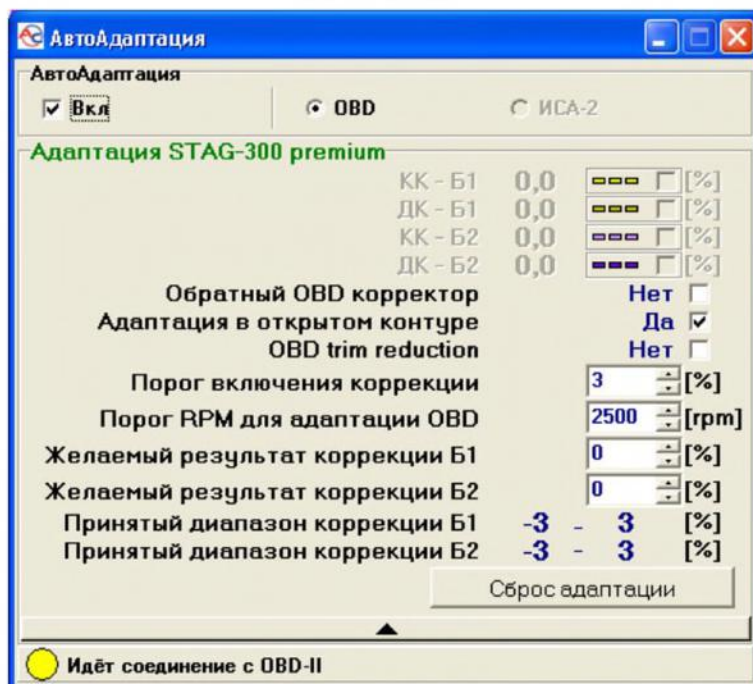 АвтоАдаптация
АвтоАдаптация
Вкл OBD ИСА-2
Адаптация STAG-300 premium
КК - Б1 0,0 [%]
ДК - Б1 0,0 [%]
КК - Б2 0,0 [%]
ДК - Б2 0,0 [%]
Обратный OBD корректор Нет
Адаптация в открытом контуре Да
OBD trim reduction Нет
Порог включения коррекции 3 [%]
Порог RPM для адаптации OBD 2500 [rpm]
Желаемый результат коррекции Б1 0 [%]
Желаемый результат коррекции Б2 0 [%]
Принятый диапазон коррекции Б1 -3 - 3 [%]
Принятый диапазон коррекции Б2 -3 - 3 [%]
Сброс адаптации
Идёт соединение с OBD-II